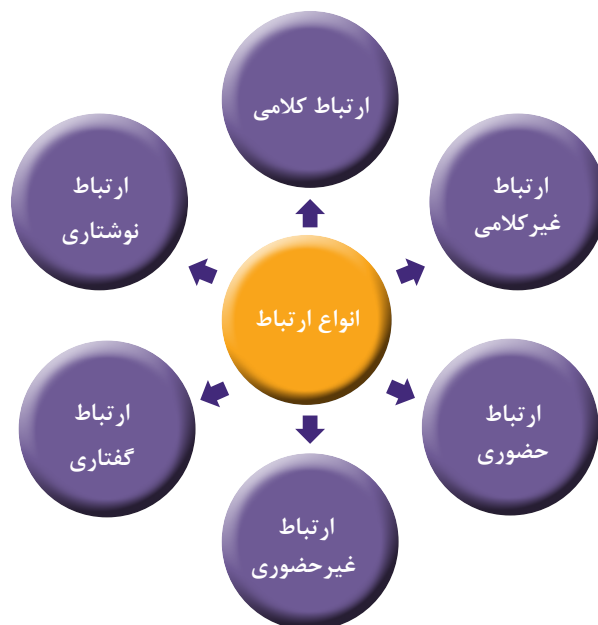 ارتباط کلامی
ارتباط
غیرکلامی
ارتباط
نوشتاری
انواع ارتباط
ارتباط
حضوری
ارتباط
گفتاری
ارتباط
غیرحضوری